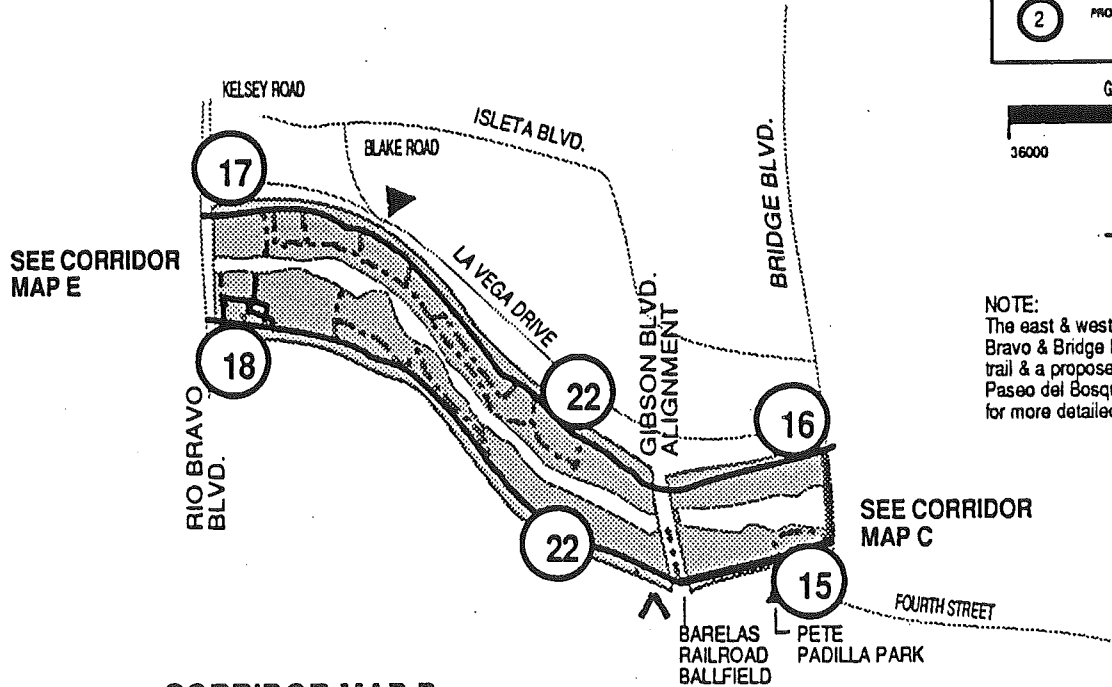 2
KELSEY ROAD
ISLETA BLVD.
BLAKE ROAD
36000
BRIDGE BLVD.
17
SEE CORRIDOR
MAP E
LA VEGA DRIVE
GIBSON BLVD.
ALIGNMENT
NOTE:
The east & west
Bravo & Bridge
trail & a propose
Paseo del Bosq
for more detailed
18
22
16
RIO BRAVO
BLVD.
SEE CORRIDOR
MAP C
22
15
FOURTH STREET
BARELAS
RAILROAD
BALLFIELD
PETE
PADILLA PARK